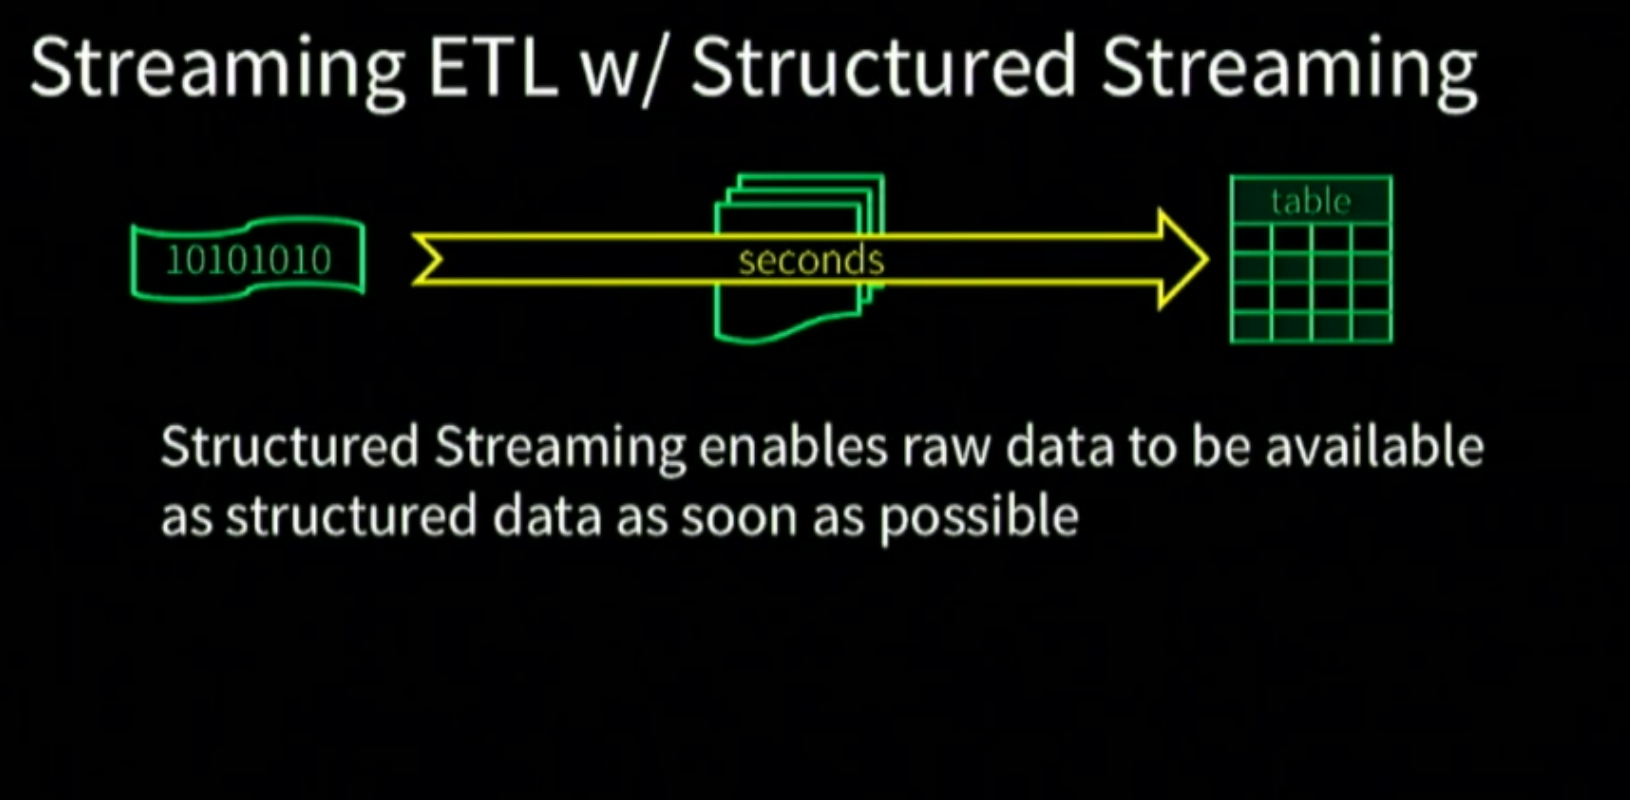 Streaming ETL w/ Structured Streaming
10101010
seconds
table
Structured Streaming enables raw data to be available
as structured data as soon as possible